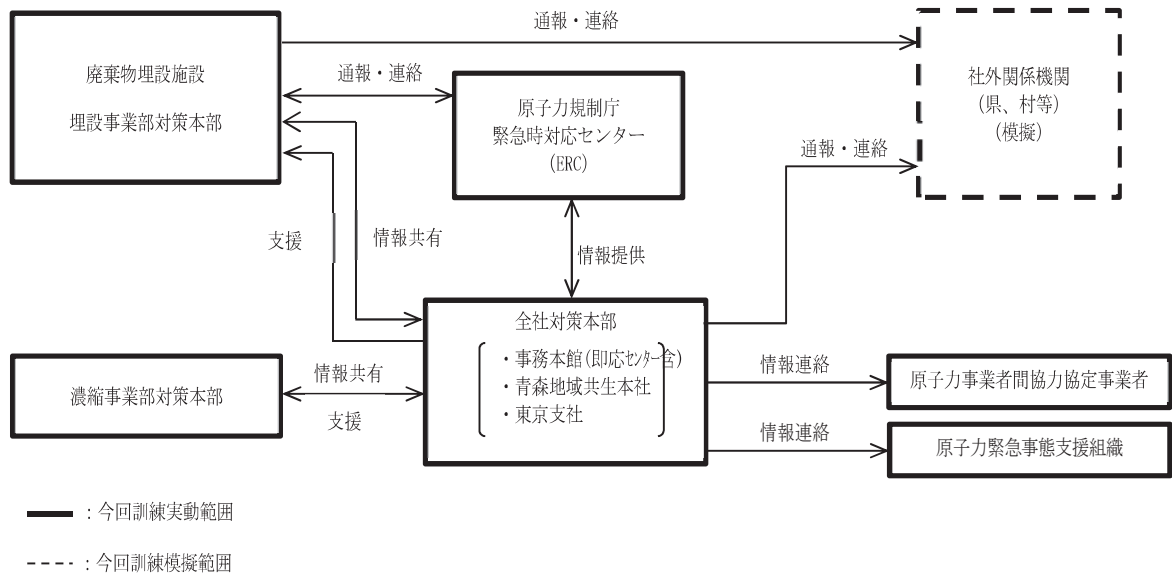 通報・連絡
廃棄物埋設施設
埋設事業部対策本部
通報・連絡
原子力規制庁
緊急時対応センター
(ERC)
社外関係機関
(県、村等)
(模擬)
通報・連絡
支援
情報共有
情報提供
全社対策本部
・事務本館(即応センター含)
・青森地域共生本社
・東京支社
濃縮事業部対策本部
情報共有
支援
情報連絡
原子力事業者間協力協定事業者
情報連絡
原子力緊急事態支援組織
：今回訓練実動範囲
：今回訓練模擬範囲